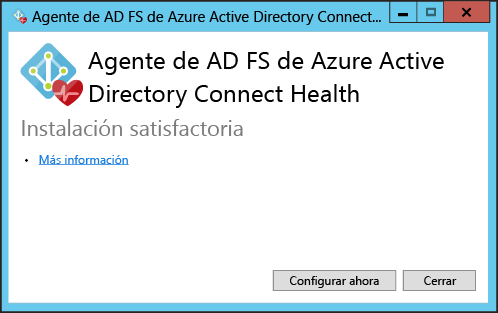 Agente de AD FS de Azure Active Directory Connect...
Agente de AD FS de Azure Active
Directory Connect Health
Instalación satisfactoria
• Más información
Configurar ahora
Cerrar